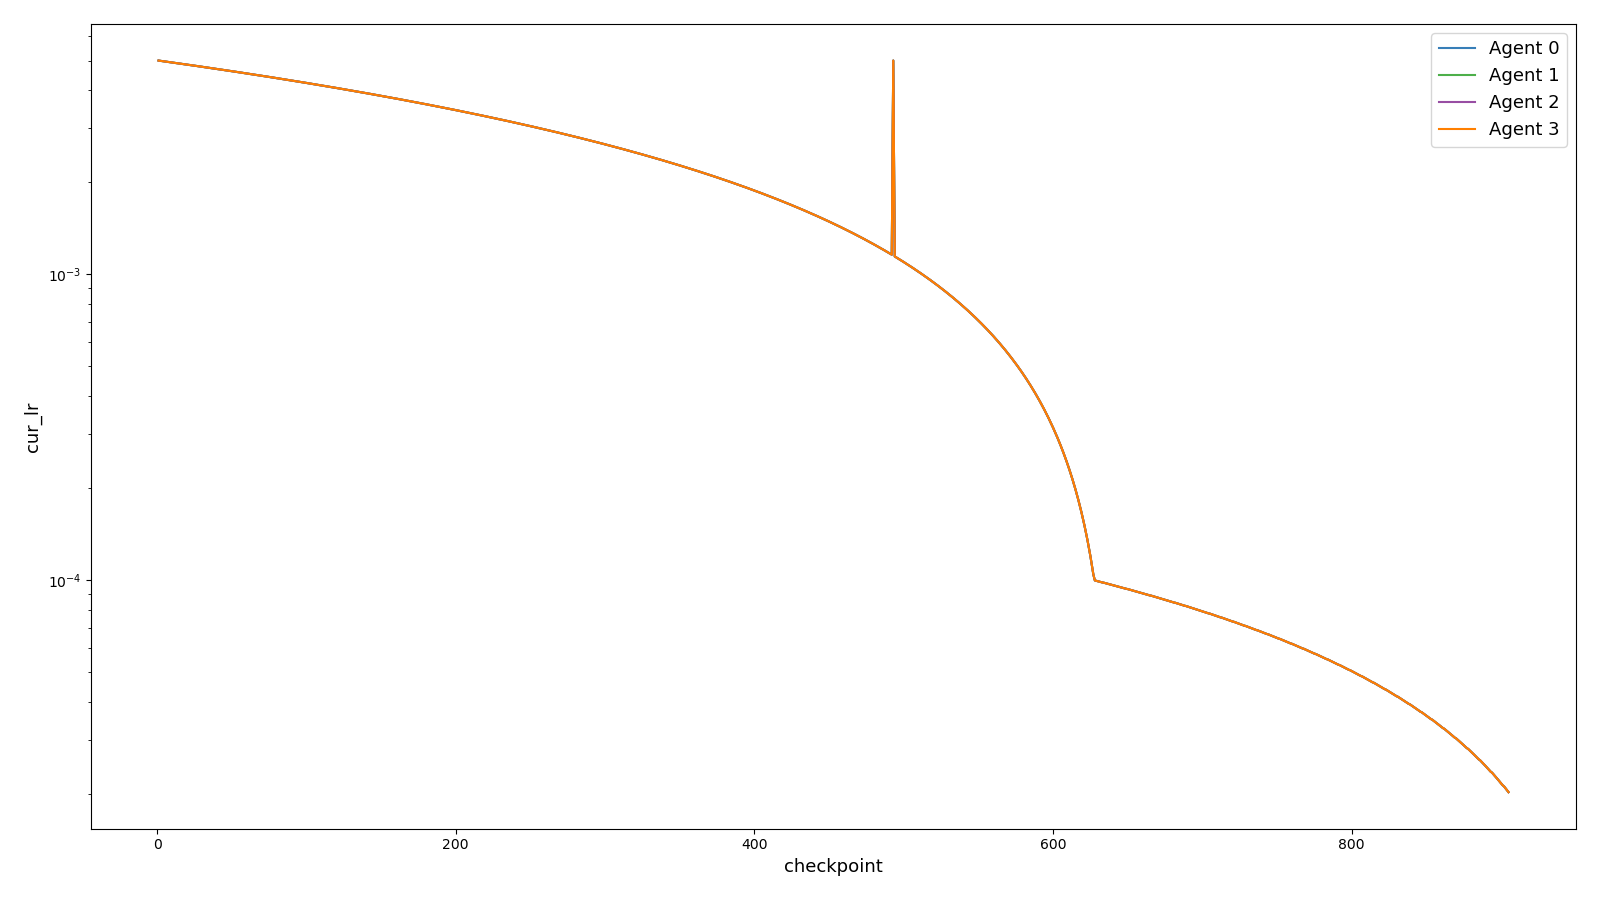 Agent 0
Agent 1
Agent 2
Agent 3
cur_lr
10⁻³
10⁻⁴
0 200 400 600 800
checkpoint